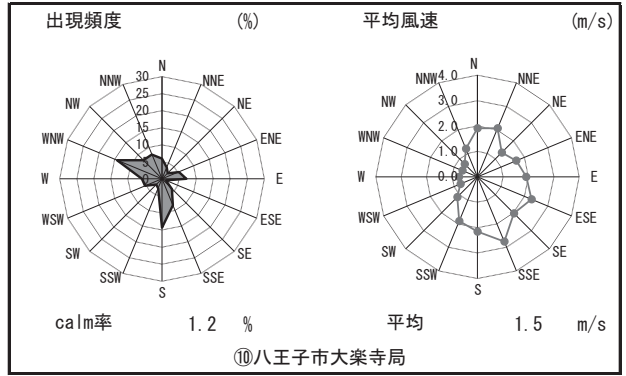 出現頻度 (%)
N
NNE
NE
ENE
E
ESE
SE
SSE
S
SSW
SW
WSW
W
WNW
NW
NNW
30
25
20
15
10
5
0
calm率 1.2 %
平均風速 (m/s)
N
NNE
NE
ENE
E
ESE
SE
SSE
S
SSW
SW
WSW
W
WNW
NW
NNW
4.0
3.0
2.0
1.0
0.0
平均 1.5 m/s
⑩八王子市大楽寺局